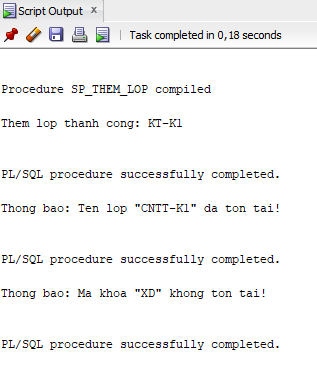 Script Output x
Task completed in 0,18 seconds
Procedure SP_THEM_LOP compiled
Them lop thanh cong: KT-K1
PL/SQL procedure successfully completed.
Thong bao: Ten lop "CNTT-K1" da ton tai!
PL/SQL procedure successfully completed.
Thong bao: Ma khoa "XD" khong ton tai!
PL/SQL procedure successfully completed.